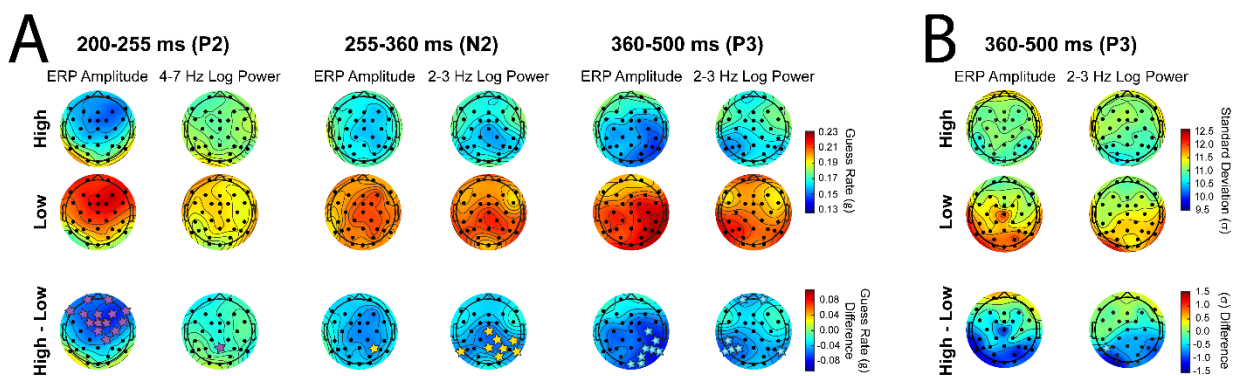 A
B
200-255 ms (P2)
255-360 ms (N2)
360-500 ms (P3)
360-500 ms (P3)
ERP Amplitude
4-7 Hz Log Power
ERP Amplitude
2-3 Hz Log Power
ERP Amplitude
2-3 Hz Log Power
ERP Amplitude
2-3 Hz Log Power
High
High
0.23
0.21
0.19
0.17
0.15
0.13
Guess Rate (g)
12.5
12.0
11.5
11.0
10.5
10.0
9.5
Standard Deviation (σ)
Low
Low
High - Low
High - Low
0.08
0.04
0.00
-0.04
-0.08
Guess Rate (g)
Difference
1.5
1.0
0.5
0.0
-0.5
-1.0
-1.5
(σ) Difference